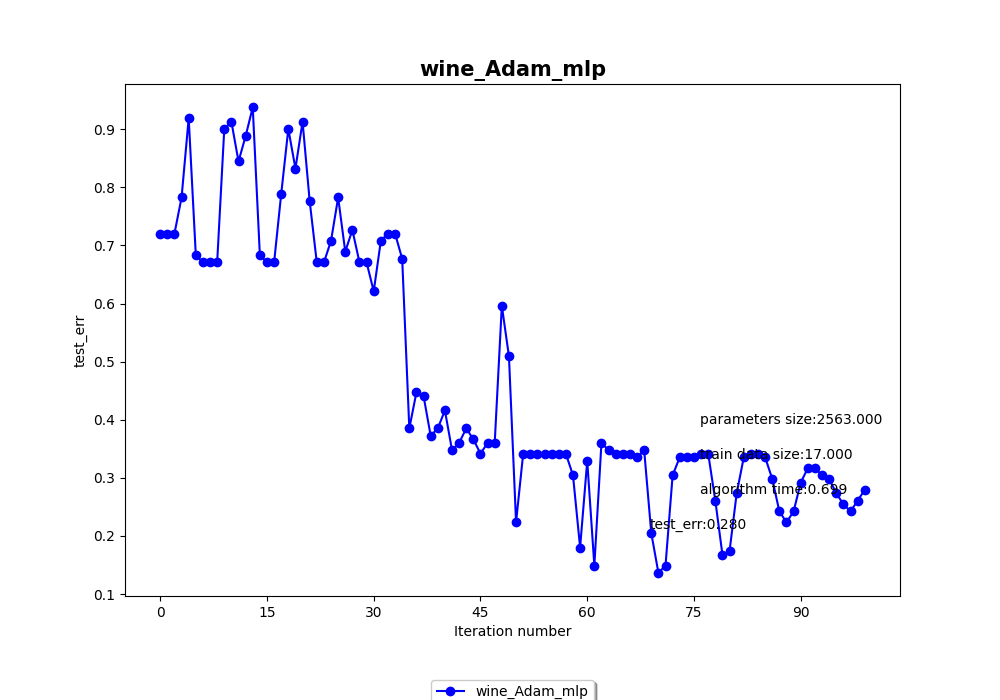 wine_Adam_mlp
test_err
0.9
0.8
0.7
0.6
0.5
0.4
0.3
0.2
0.1
parameters size:2563.000
train data size:17.000
algorithm time:0.699
test_err:0.280
0 15 30 45 60 75 90
Iteration number
wine_Adam_mlp